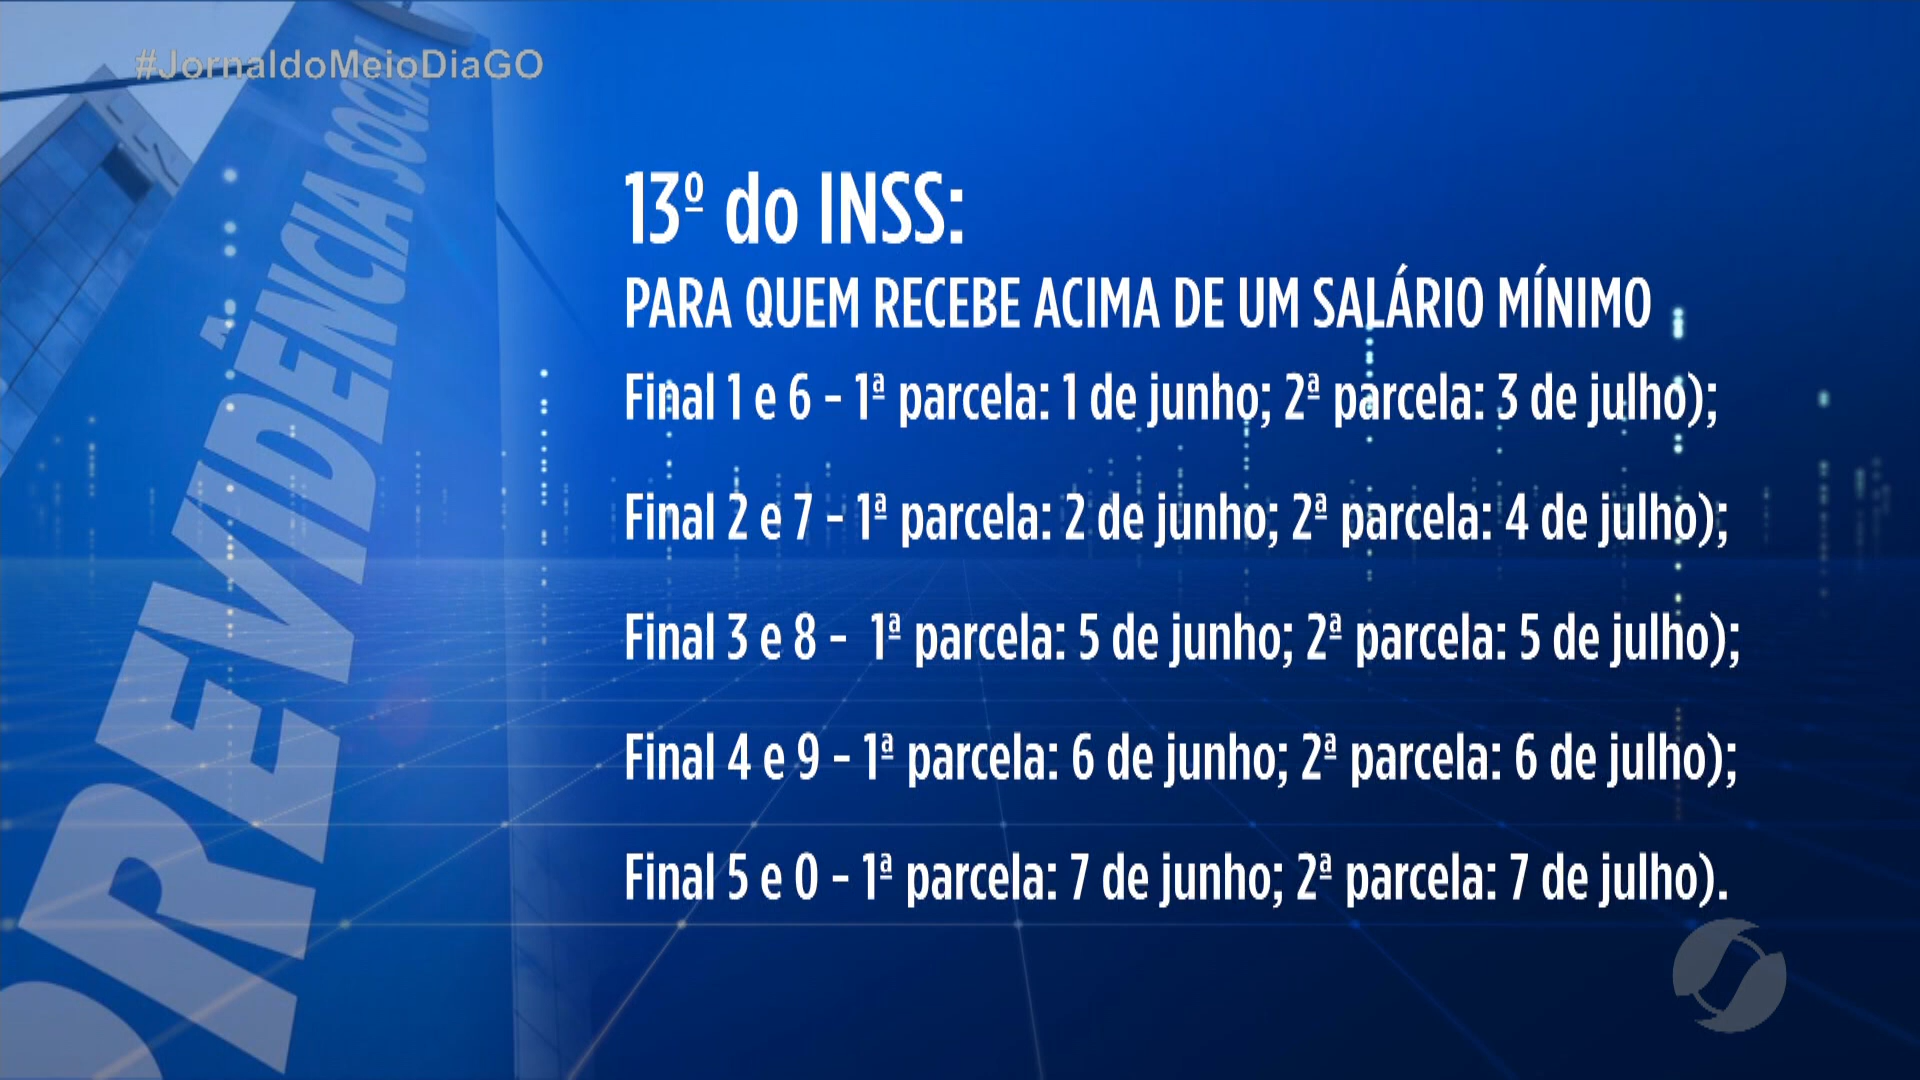 #JornaldoMeioDiaGO
PREVIDÊNCIA SOCIAL
13º do INSS:
PARA QUEM RECEBE ACIMA DE UM SALÁRIO MÍNIMO
Final 1 e 6 - 1ª parcela: 1 de junho; 2ª parcela: 3 de julho);
Final 2 e 7 - 1ª parcela: 2 de junho; 2ª parcela: 4 de julho);
Final 3 e 8 - 1ª parcela: 5 de junho; 2ª parcela: 5 de julho);
Final 4 e 9 - 1ª parcela: 6 de junho; 2ª parcela: 6 de julho);
Final 5 e 0 - 1ª parcela: 7 de junho; 2ª parcela: 7 de julho).